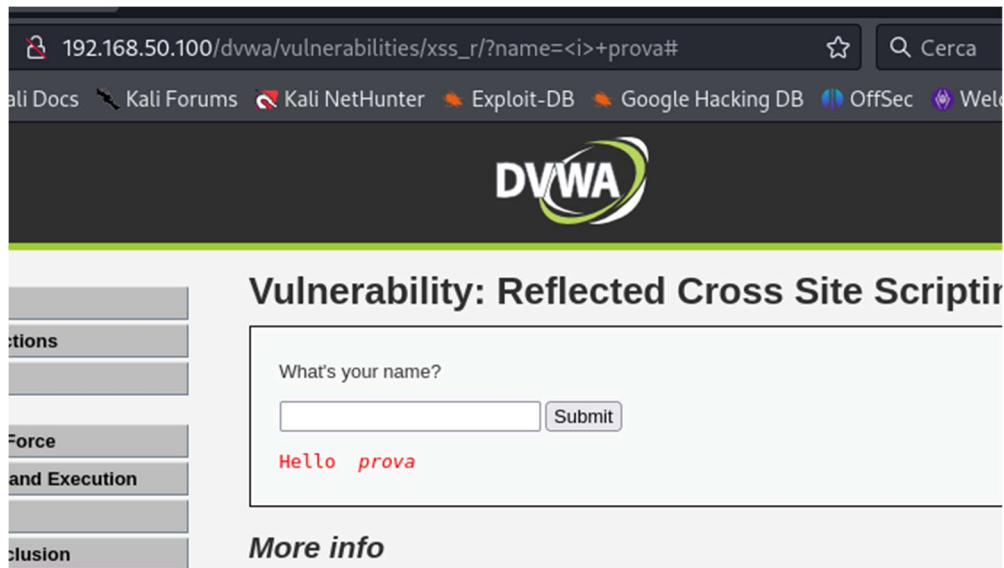 192.168.50.100/dvwa/vulnerabilities/xss_r/?name=<i>+prova#
Cerca
ali Docs Kali Forums Kali NetHunter Exploit-DB Google Hacking DB OffSec Welc
DVWA
Vulnerability: Reflected Cross Site Scriptin
ctions
What's your name?
Submit
Force
Hello prova
and Execution
clusion
More info